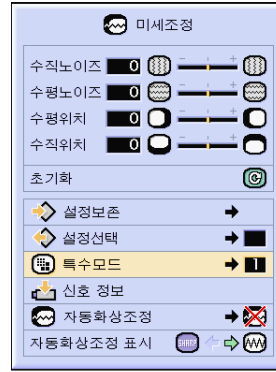 미세조정
수직노이즈 0 - +
수평노이즈 0 - +
수평위치 0 - +
수직위치 0 - +
초기화
설정보존
설정선택
특수모드 1
신호 정보
자동화상조정
자동화상조정 표시 SHARP